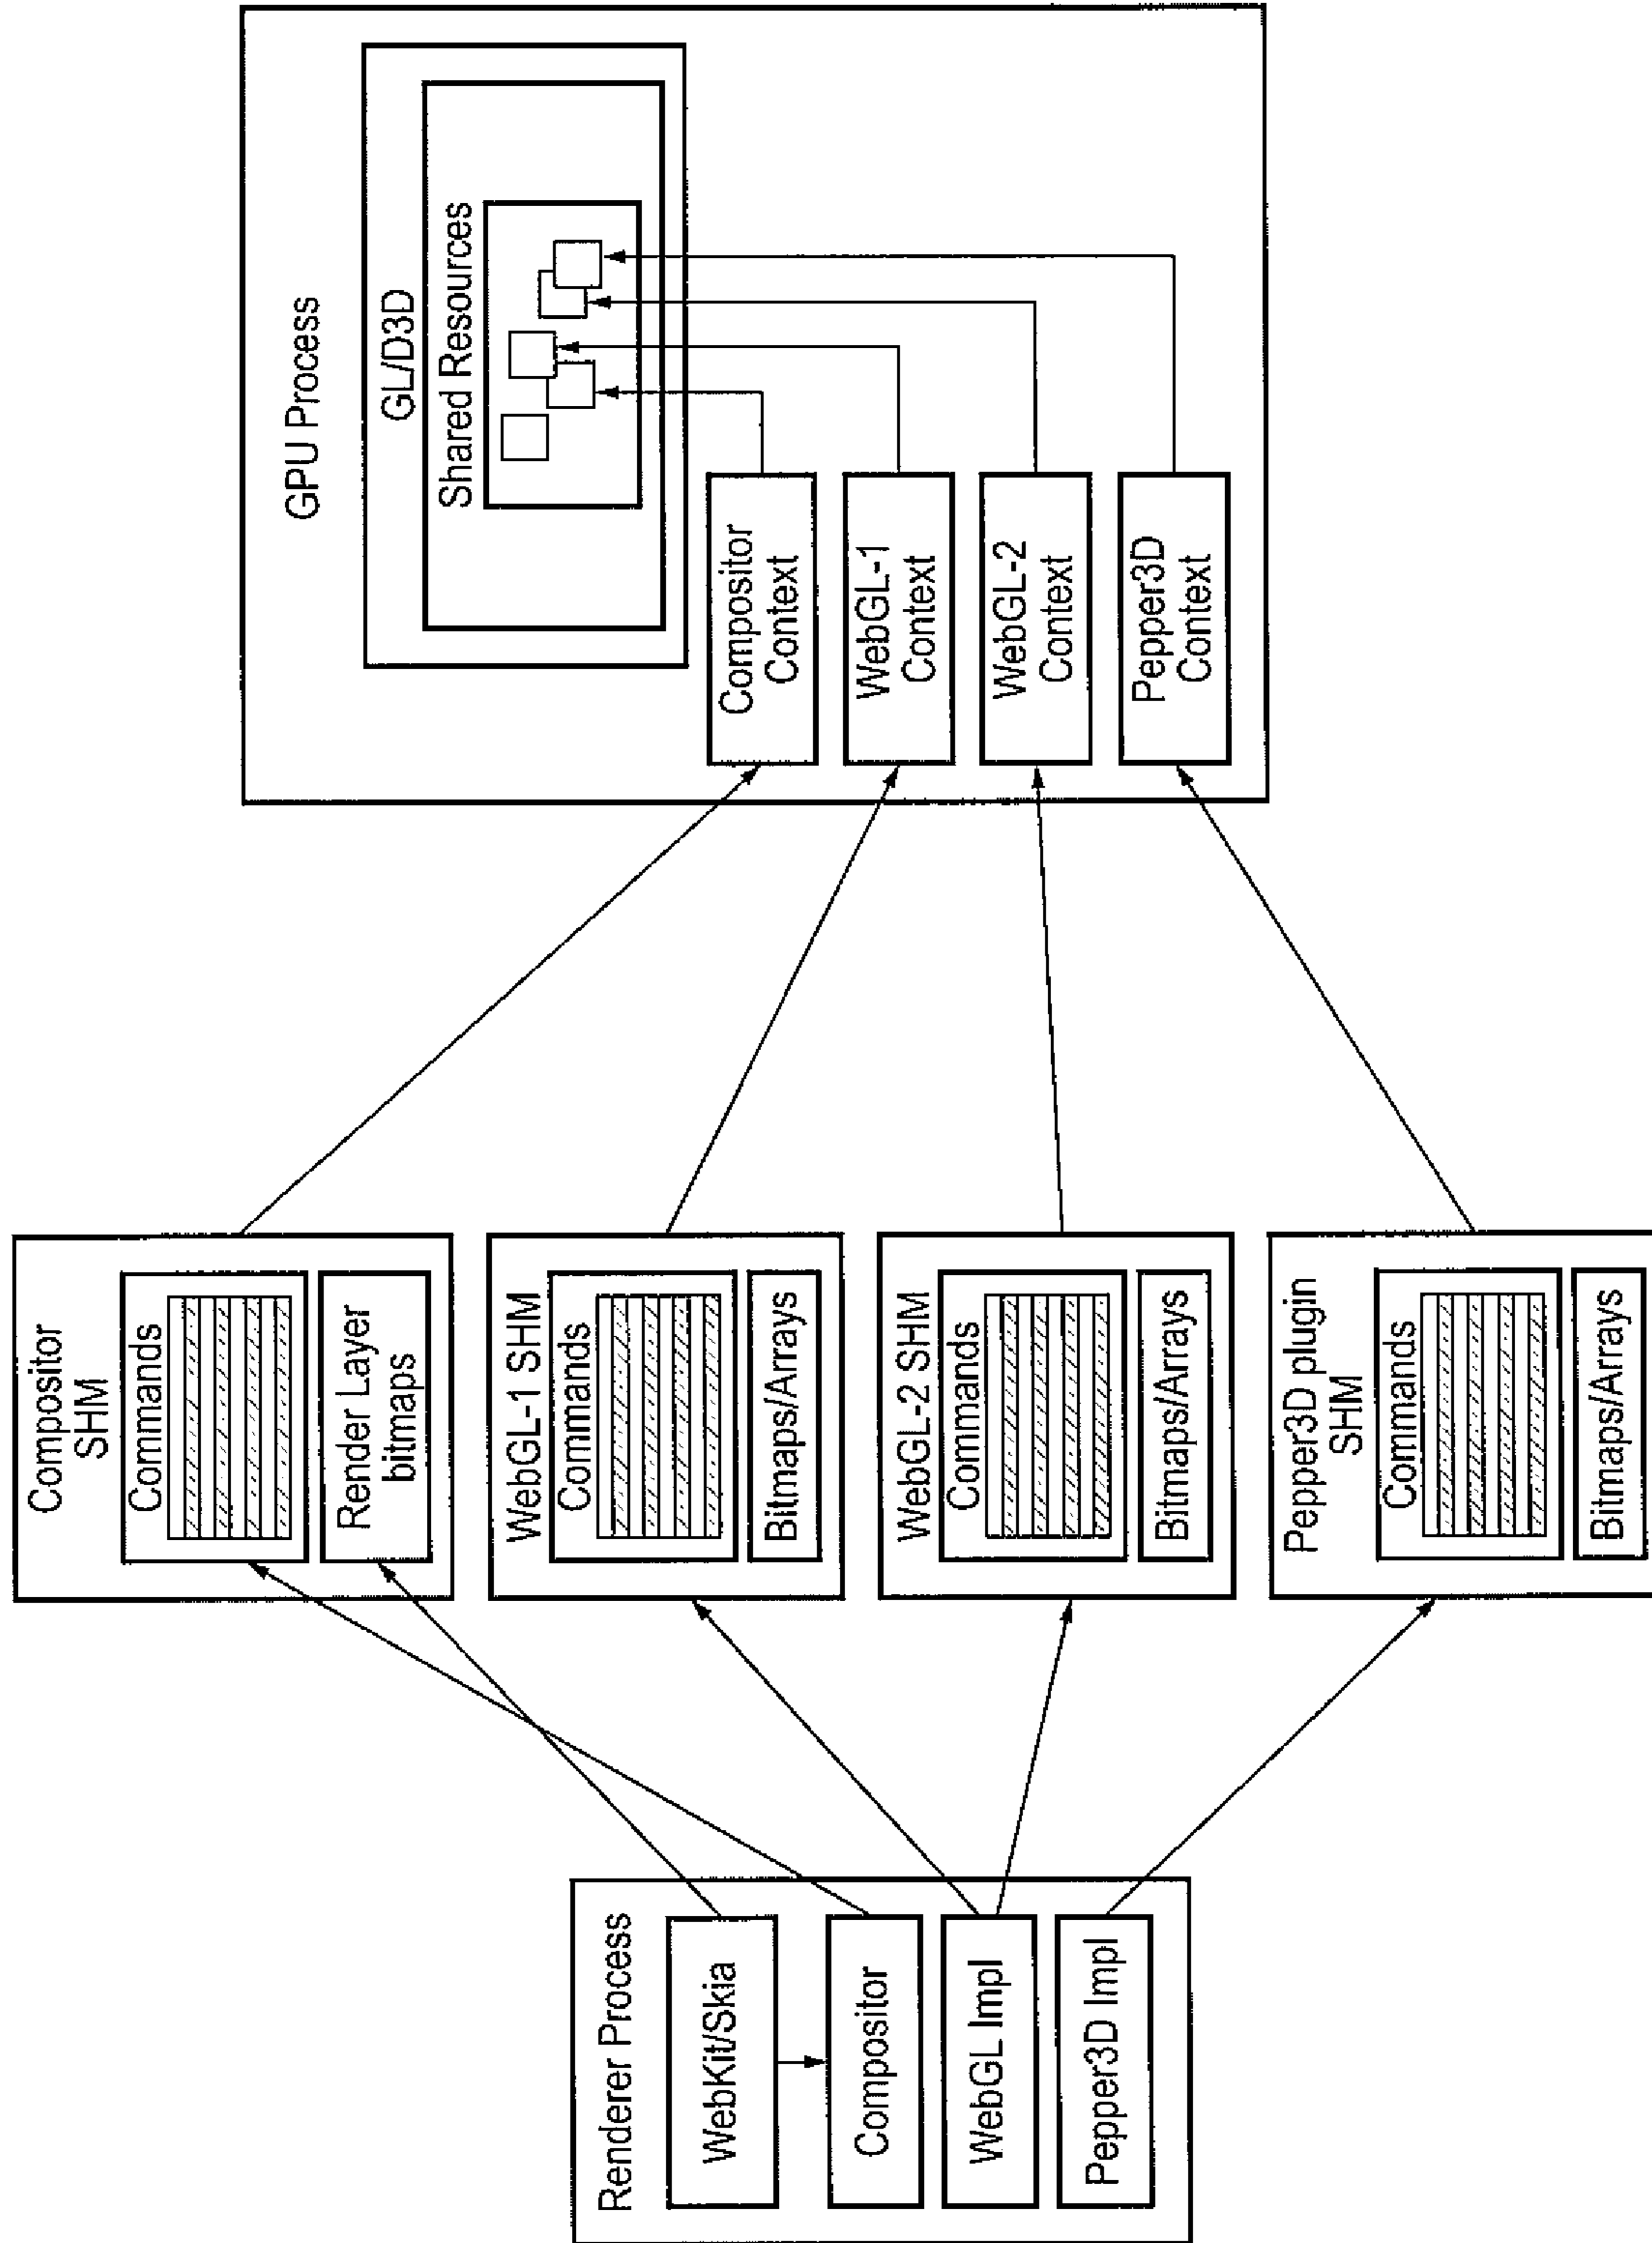 Renderer Process
WebKit/Skia
Compositor
WebGL Impl
Pepper3D Impl
Compositor
SHM
Commands
Render Layer
bitmaps
WebGL-1 SHM
Commands
Bitmaps/Arrays
WebGL-2 SHM
Commands
Bitmaps/Arrays
Pepper3D plugin
SHM
Commands
Bitmaps/Arrays
GPU Process
GL/D3D
Shared Resources
Compositor
Context
WebGL-1
Context
WebGL-2
Context
Pepper3D
Context